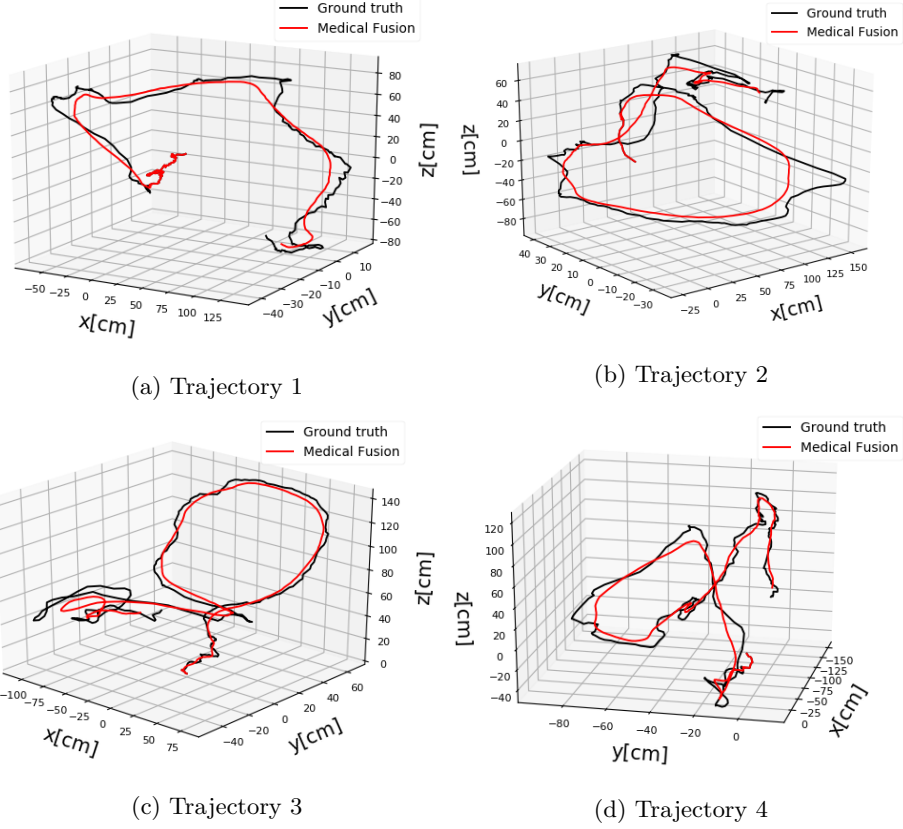 Ground truth
Medical Fusion
80
60
40
20
0
−20
−40
−60
−80
z[cm]
−50 −25 0 25 50 75 100 125
x[cm]
−40 −30 −20 −10 0 10
y[cm]
(a) Trajectory 1
Ground truth
Medical Fusion
60
40
20
0
−20
−40
−60
−80
z[cm]
40 30 20 10 0 −10 −20 −30
y[cm]
−25 0 25 50 75 100 125 150
x[cm]
(b) Trajectory 2
Ground truth
Medical Fusion
140
120
100
80
60
40
20
0
z[cm]
−100 −75 −50 −25 0 25 50 75
x[cm]
−40 −20 0 20 40 60
y[cm]
(c) Trajectory 3
Ground truth
Medical Fusion
120
100
80
60
40
20
0
−20
−40
z[cm]
−80 −60 −40 −20 0
y[cm]
−150
−125
−100
−75
−50
−25
0
x[cm]
(d) Trajectory 4